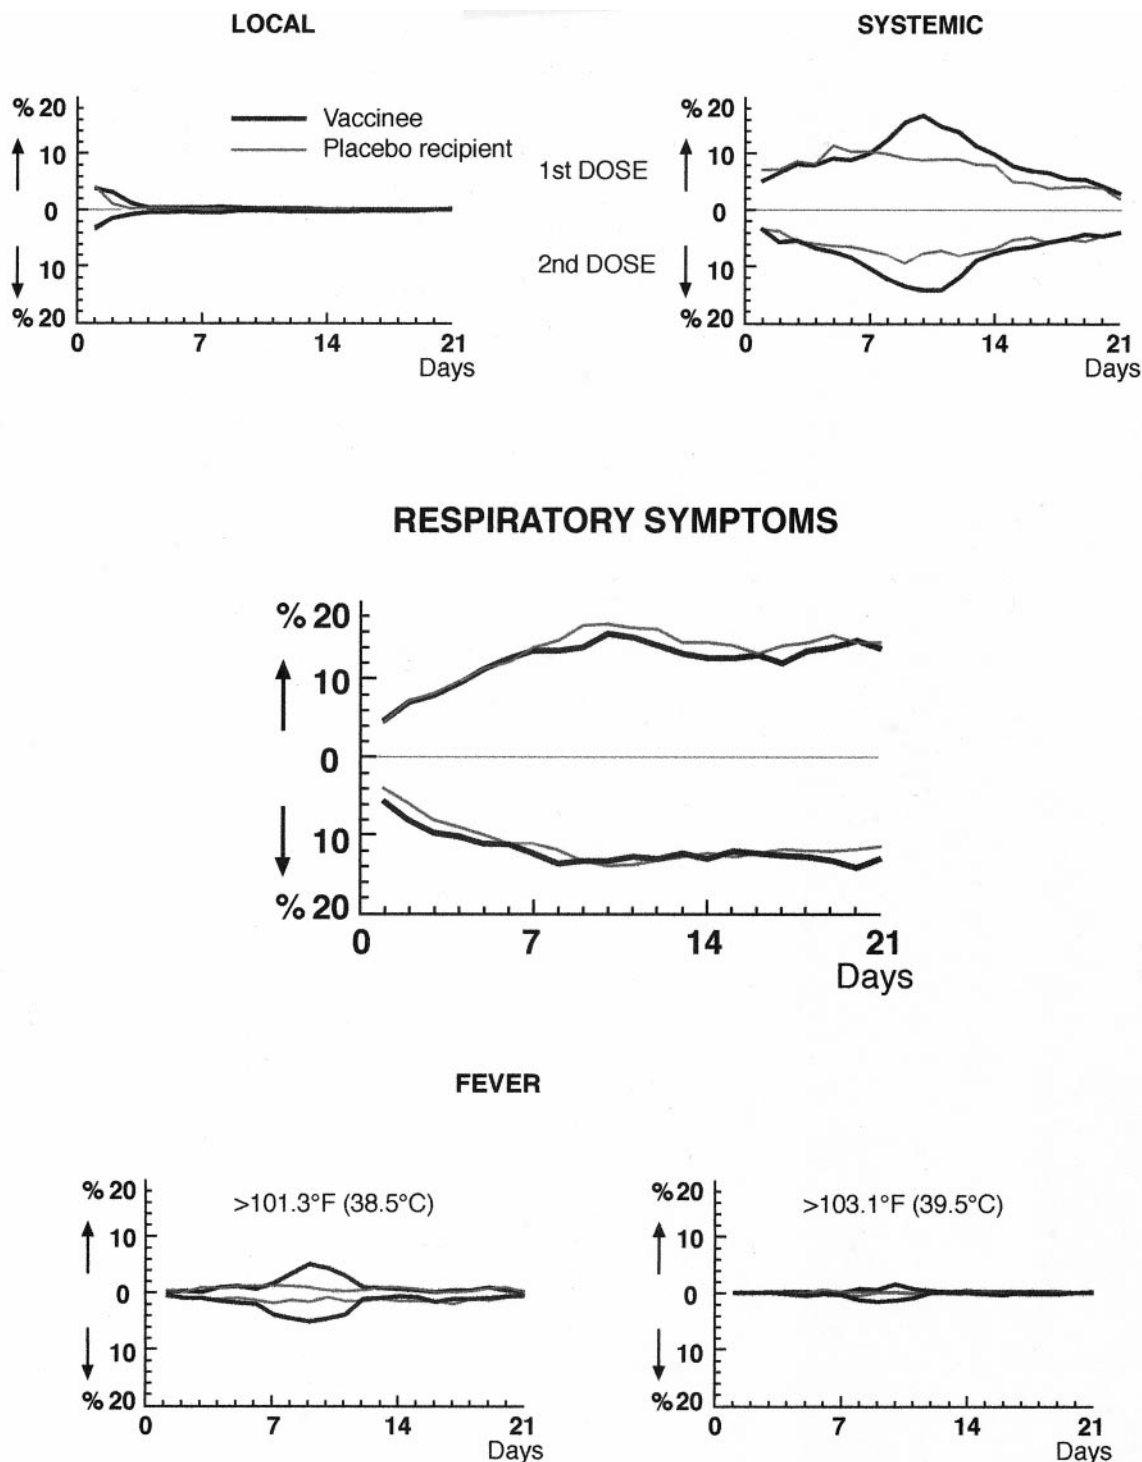 LOCAL
SYSTEMIC
% 20
10
0
10
% 20
0 7 14 21
Days
Vaccinee
Placebo recipient
1st DOSE
2nd DOSE
% 20
10
0
10
% 20
0 7 14 21
Days
RESPIRATORY SYMPTOMS
% 20
10
0
10
% 20
0 7 14 21
Days
FEVER
>101.3°F (38.5°C)
% 20
10
0
10
% 20
0 7 14 21
Days
>103.1°F (39.5°C)
% 20
10
0
10
% 20
0 7 14 21
Days